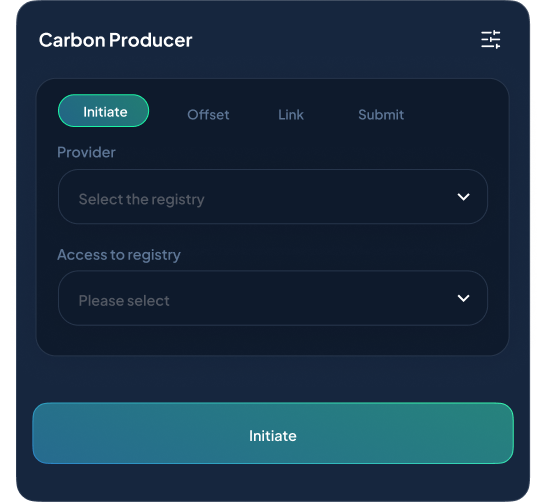 Carbon Producer
Initiate Offset Link Submit
Provider
Select the registry
Access to registry
Please select
Initiate